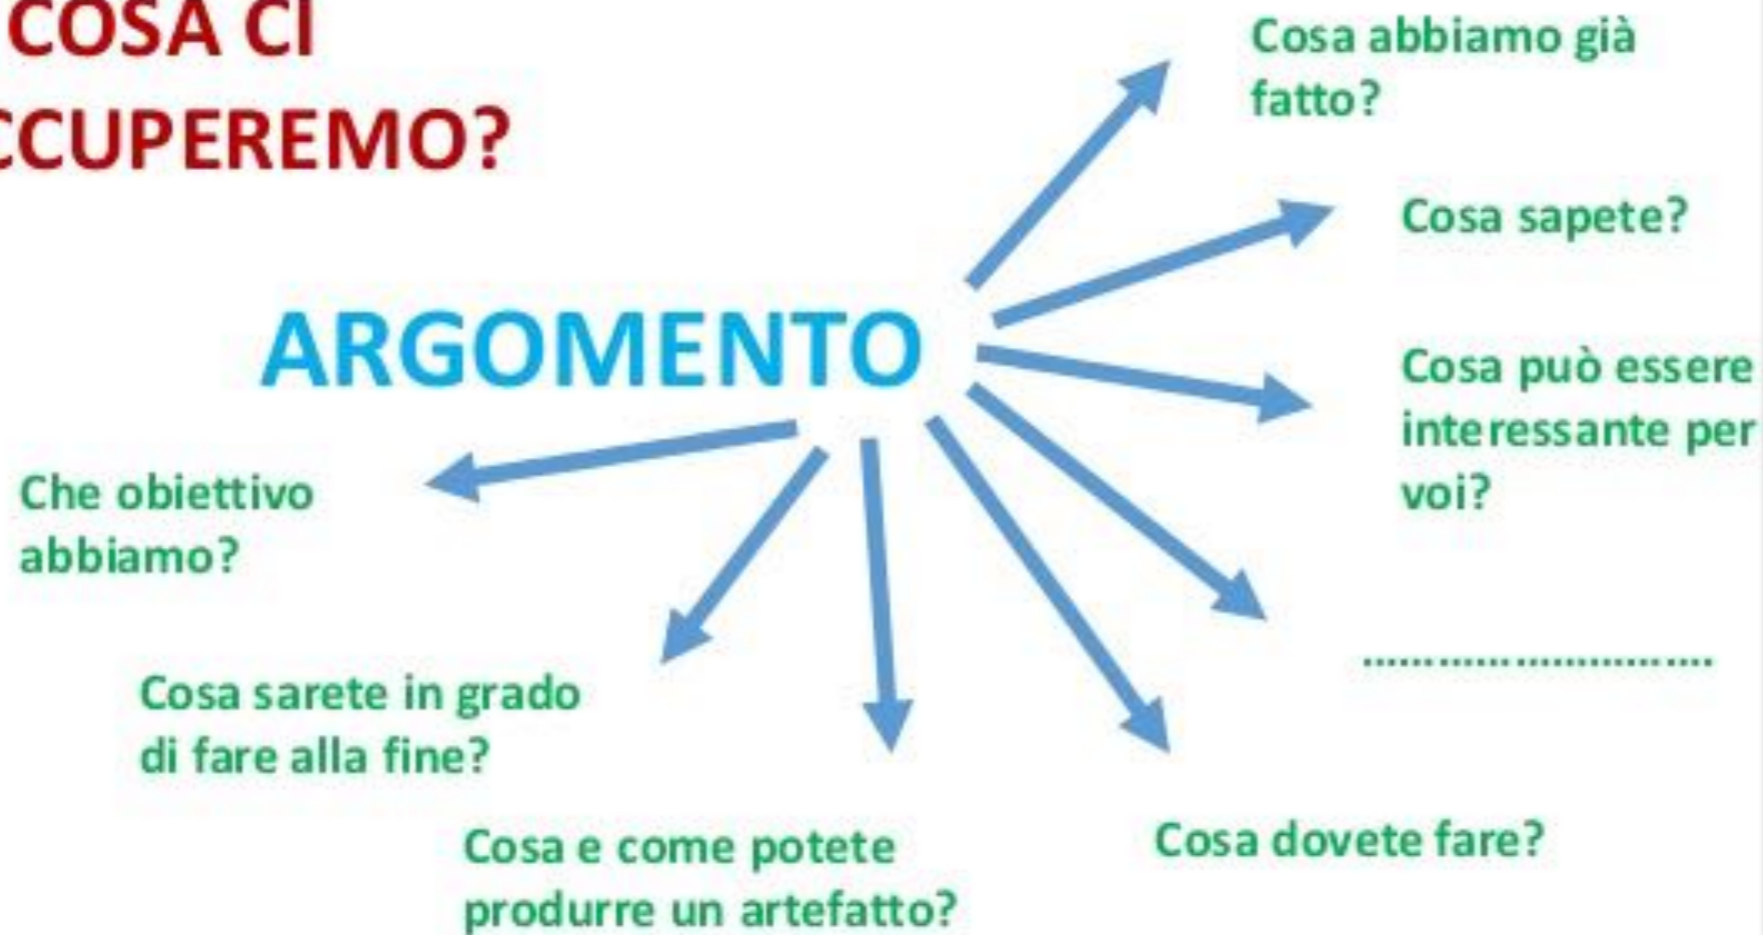 COSA CI
CCUPEREMO?
Cosa abbiamo già
fatto?
Cosa sapete?
ARGOMENTO
Cosa può essere
interessante per
voi?
Che obiettivo
abbiamo?
..............................
Cosa sarete in grado
di fare alla fine?
Cosa e come potete
produrre un artefatto?
Cosa dovete fare?